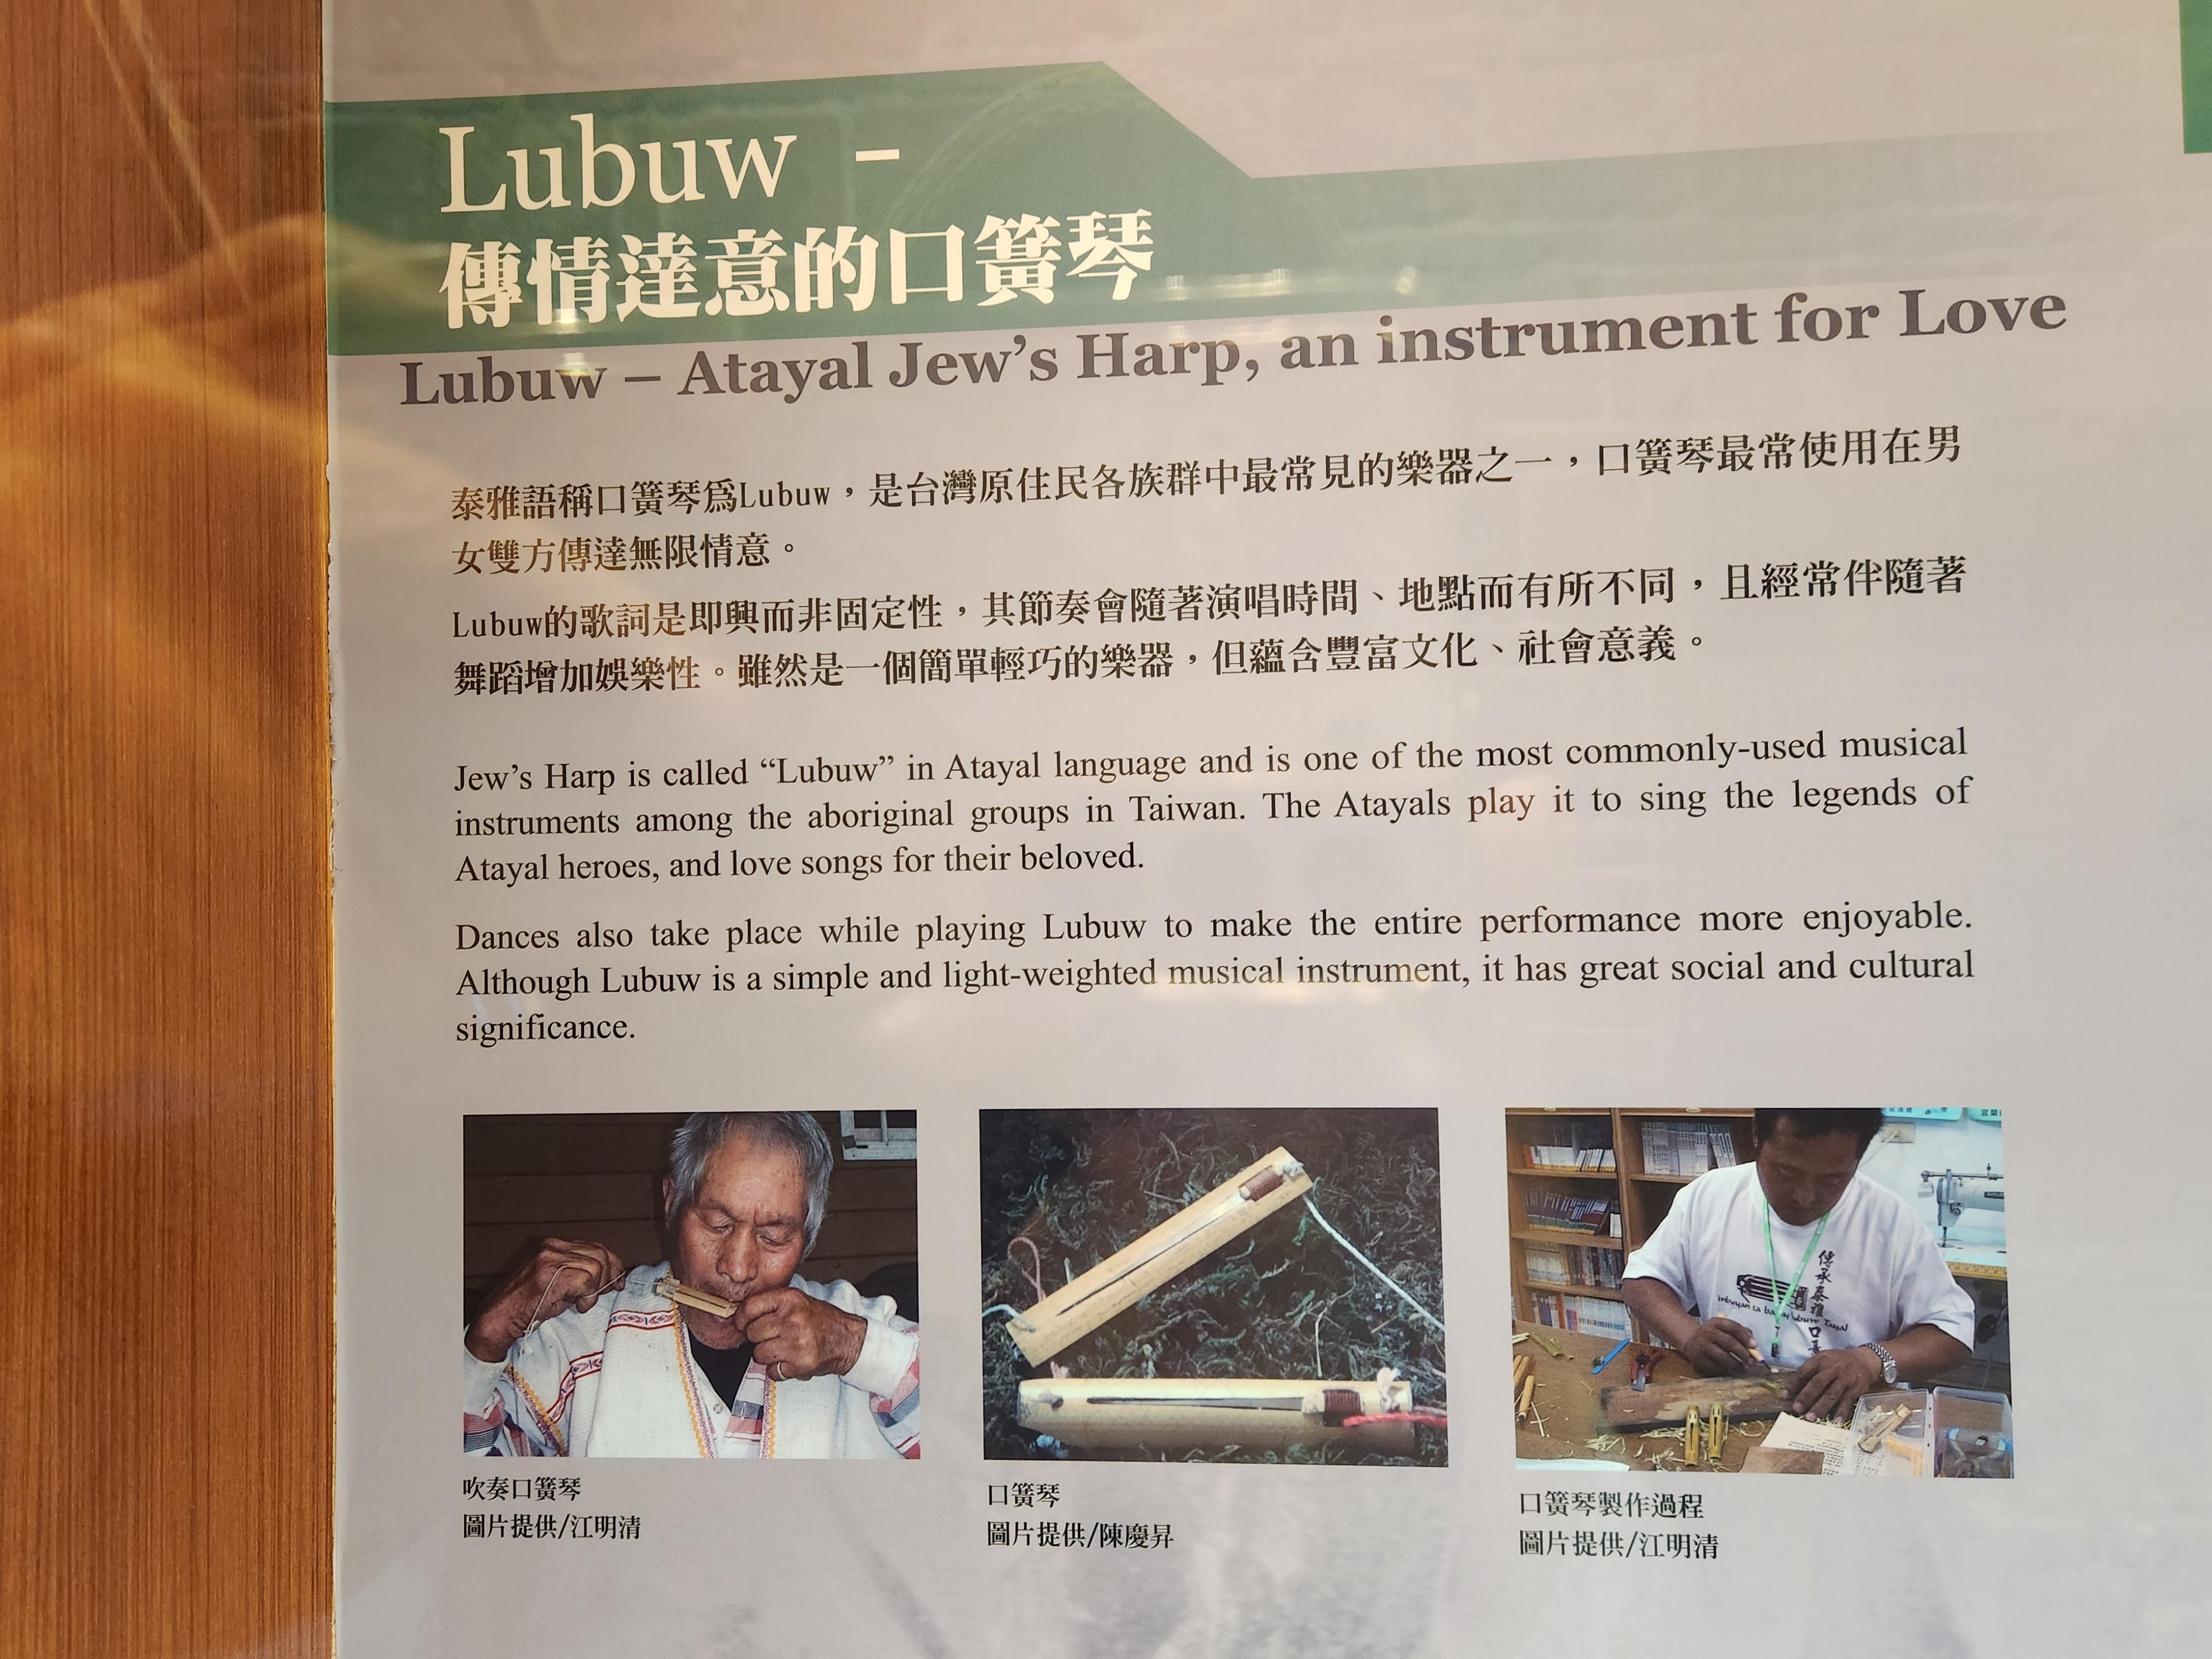 Lubuw -
傳情達意的口簧琴
Lubuw – Atayal Jew's Harp, an instrument for Love
泰雅語稱口簧琴爲Lubuw，是台灣原住民各族群中最常見的樂器之一，口簧琴最常使用在男
女雙方傳達無限情意。
Lubuw的歌詞是即興而非固定性，其節奏會隨著演唱時間、地點而有所不同，且經常伴隨著
舞蹈增加娛樂性。雖然是一個簡單輕巧的樂器，但蘊含豐富文化、社會意義。
Jew's Harp is called “Lubuw” in Atayal language and is one of the most commonly-used musical
instruments among the aboriginal groups in Taiwan. The Atayals play it to sing the legends of
Atayal heroes, and love songs for their beloved.
Dances also take place while playing Lubuw to make the entire performance more enjoyable.
Although Lubuw is a simple and light-weighted musical instrument, it has great social and cultural
significance.
傳承泰雅口簧
吹奏口簧琴
圖片提供/江明清
口簧琴
圖片提供/陳慶昇
口簧琴製作過程
圖片提供/江明清